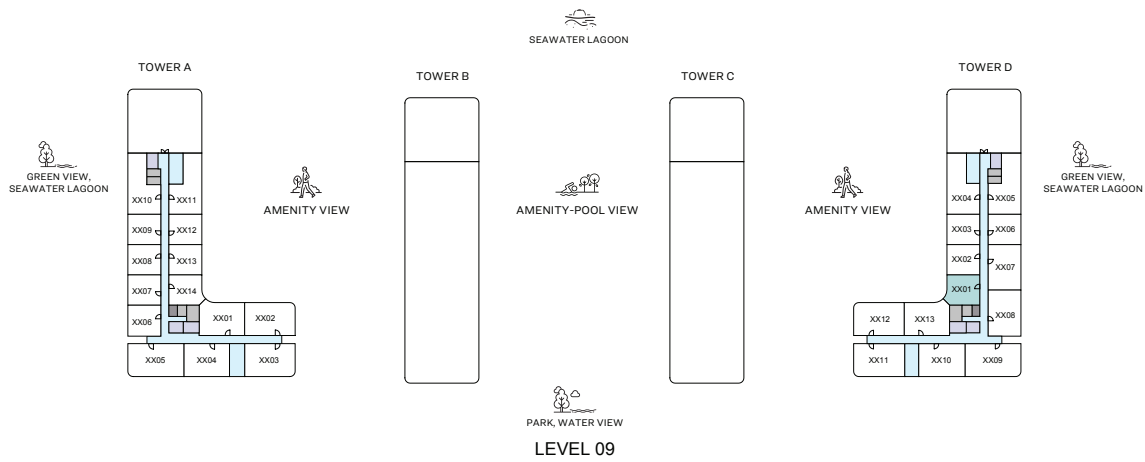 SEAWATER LAGOON
TOWER A
TOWER B
TOWER C
TOWER D
GREEN VIEW,
SEAWATER LAGOON
AMENITY VIEW
AMENITY-POOL VIEW
AMENITY VIEW
GREEN VIEW,
SEAWATER LAGOON
XX10 XX11
XX09 XX12
XX08 XX13
XX07 XX14
XX06 XX01 XX02
XX05 XX04 XX03
XX04 XX05
XX03 XX06
XX02 XX07
XX01
XX12 XX13 XX08
XX11 XX10 XX09
PARK, WATER VIEW
LEVEL 09